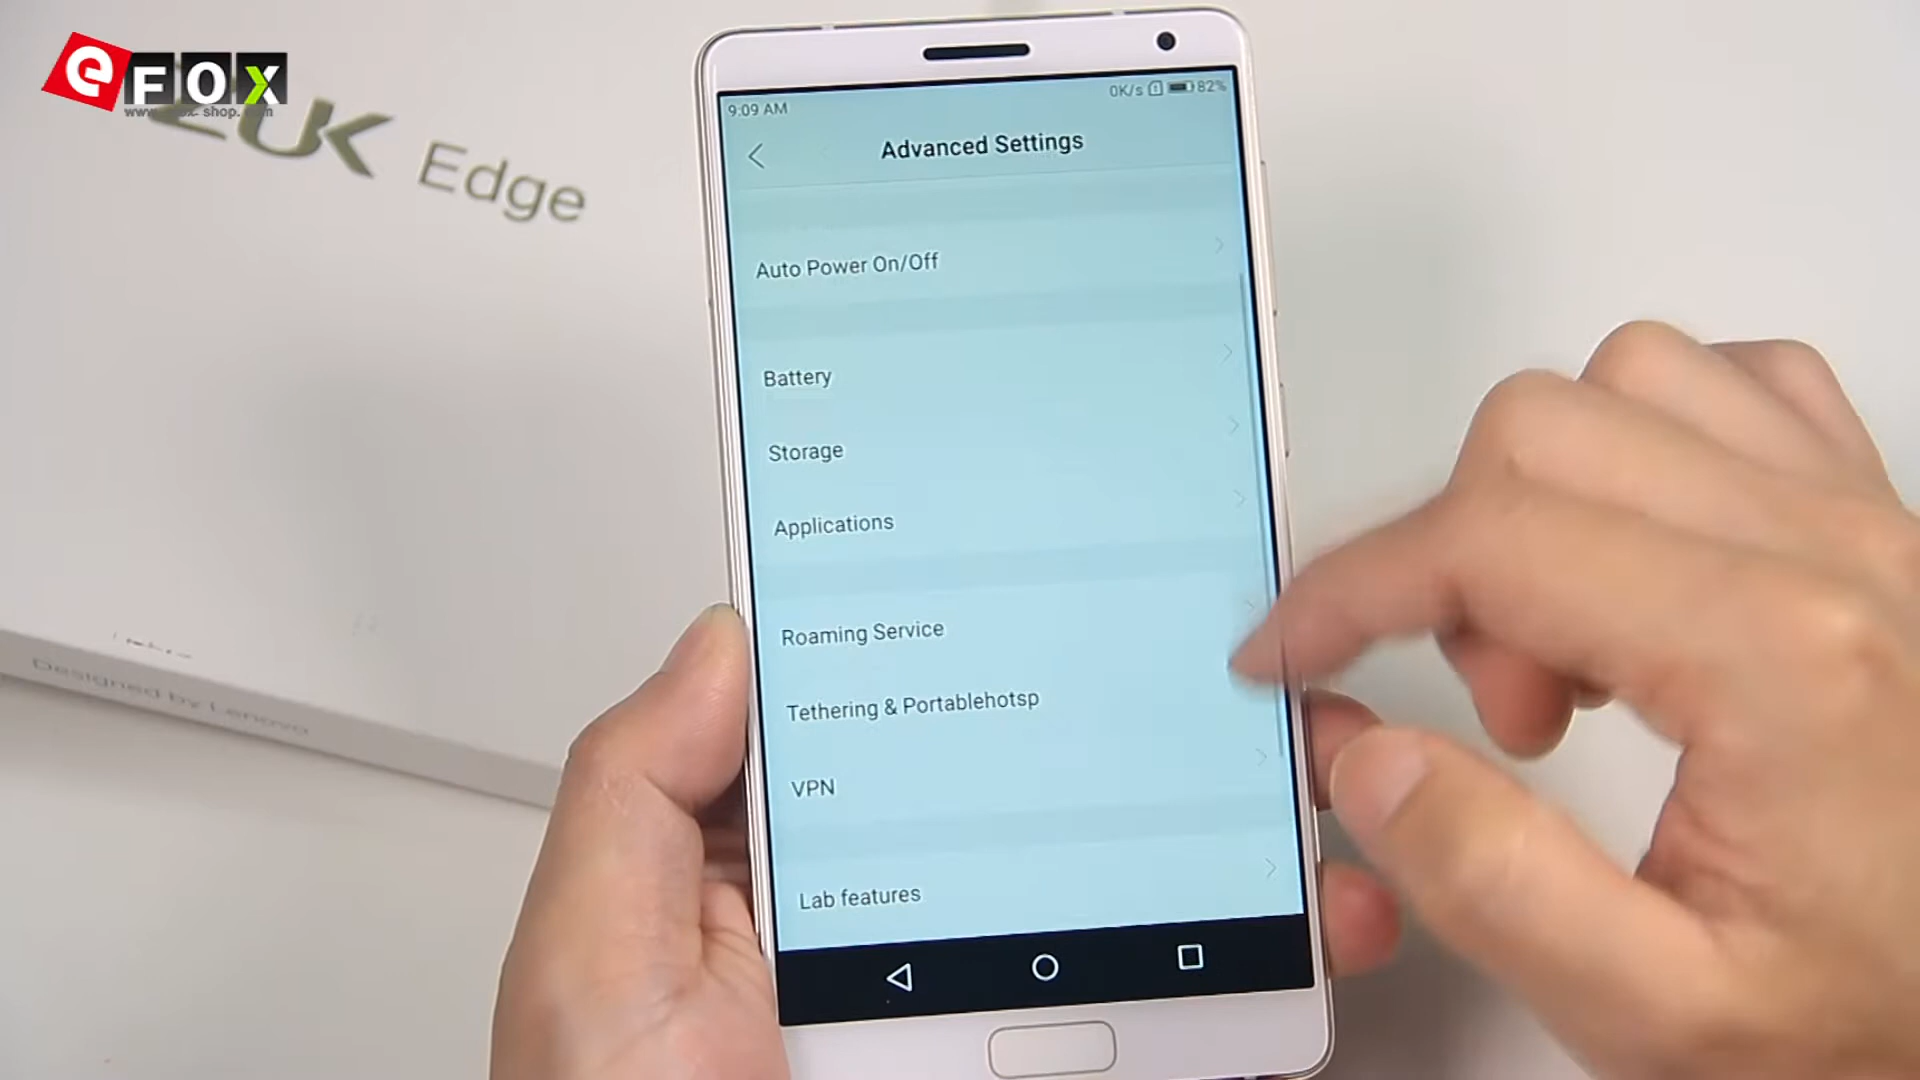 eFOX
ZUK Edge
Designed by Lenovo
9:09 AM
0K/s 82%
Advanced Settings
Auto Power On/Off
Battery
Storage
Applications
Roaming Service
Tethering & Portablehotsp
VPN
Lab features